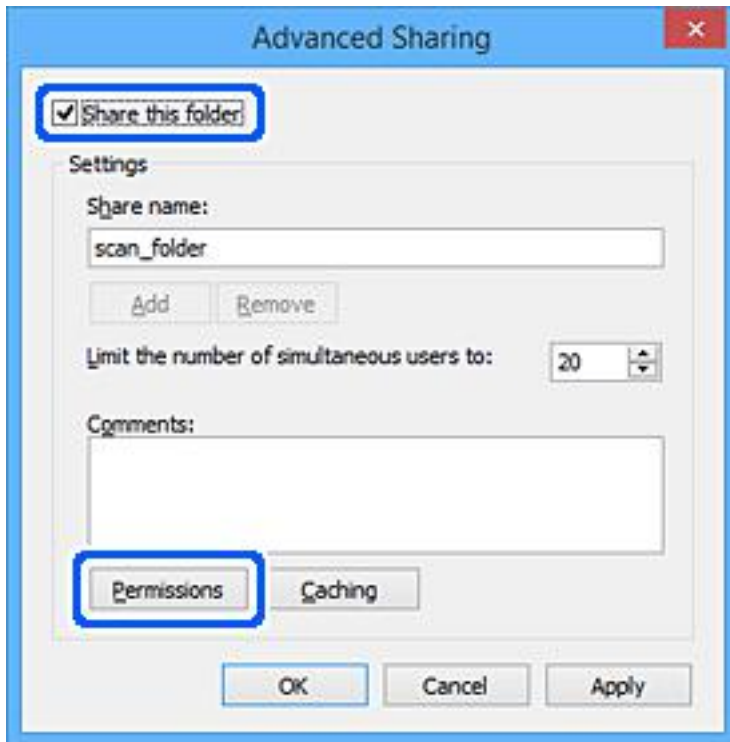 Advanced Sharing
Share this folder
Settings
Share name:
scan_folder
Add Remove
Limit the number of simultaneous users to: 20
Comments:
Permissions Caching
OK Cancel Apply